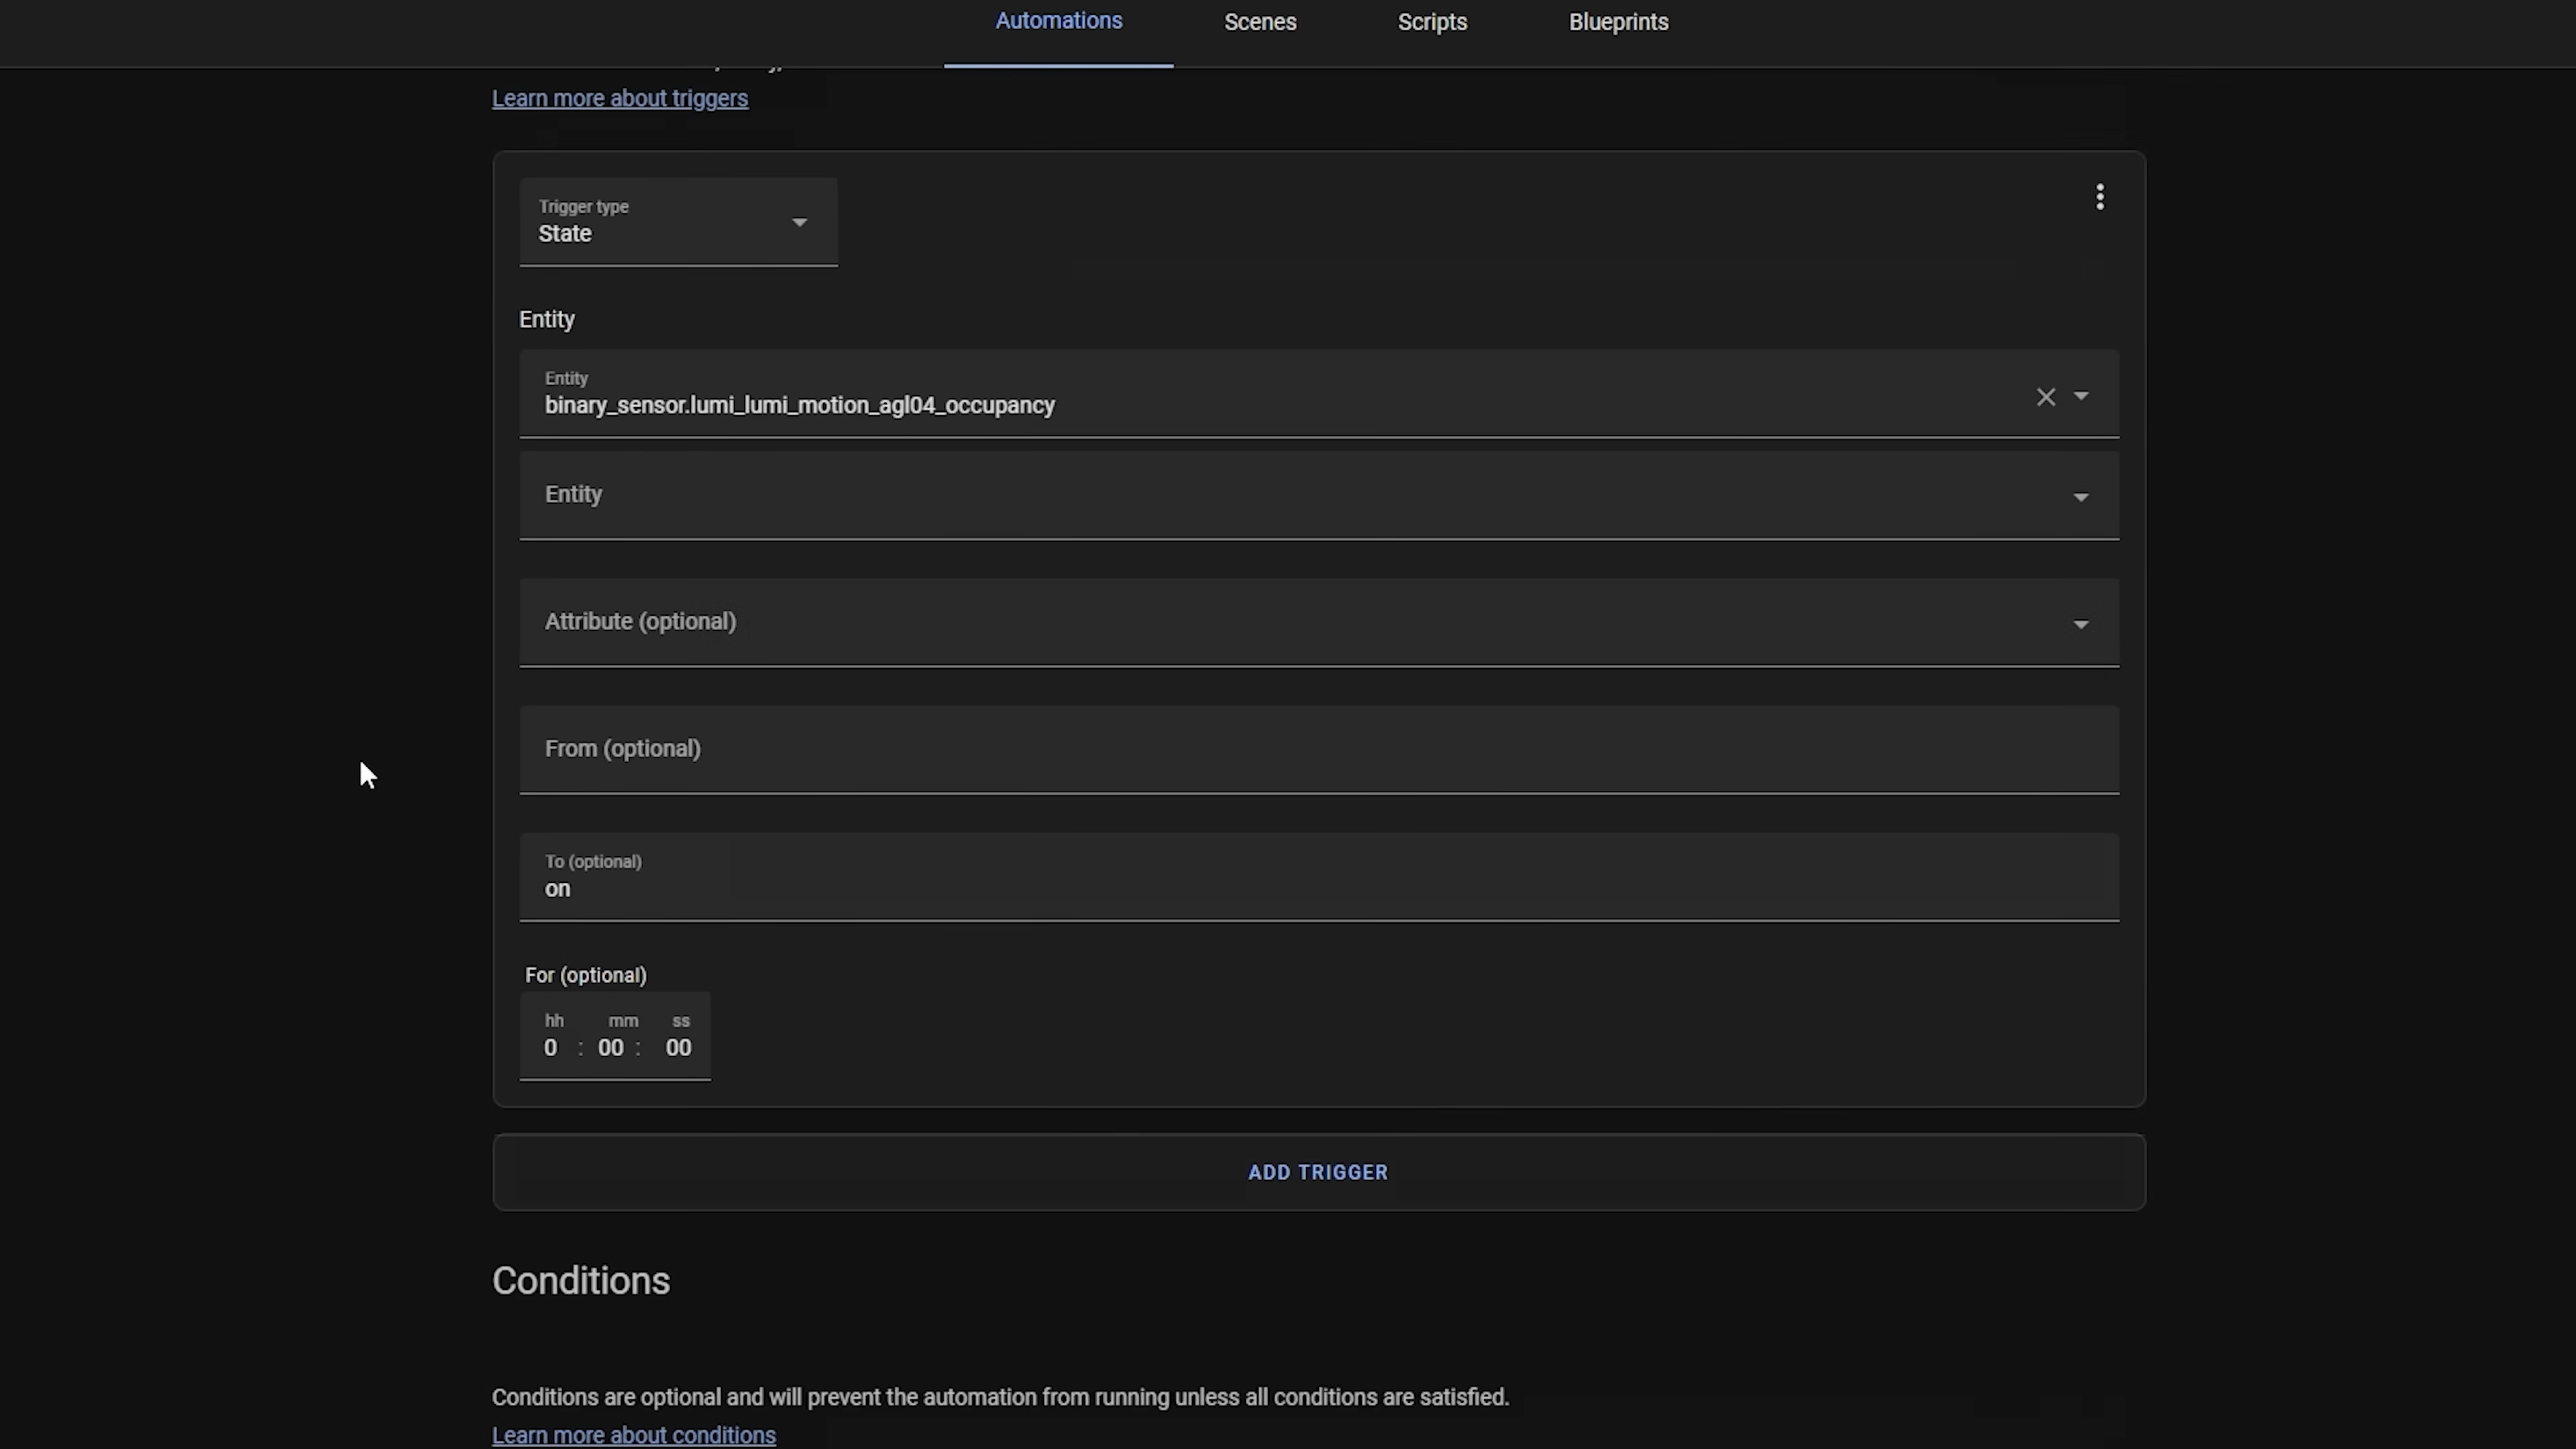 Automations Scenes Scripts Blueprints
Learn more about triggers
Trigger type
State
Entity
Entity
binary_sensor.lumi_lumi_motion_agl04_occupancy
Entity
Attribute (optional)
From (optional)
To (optional)
on
For (optional)
hh mm ss
0 : 00 : 00
ADD TRIGGER
Conditions
Conditions are optional and will prevent the automation from running unless all conditions are satisfied.
Learn more about conditions